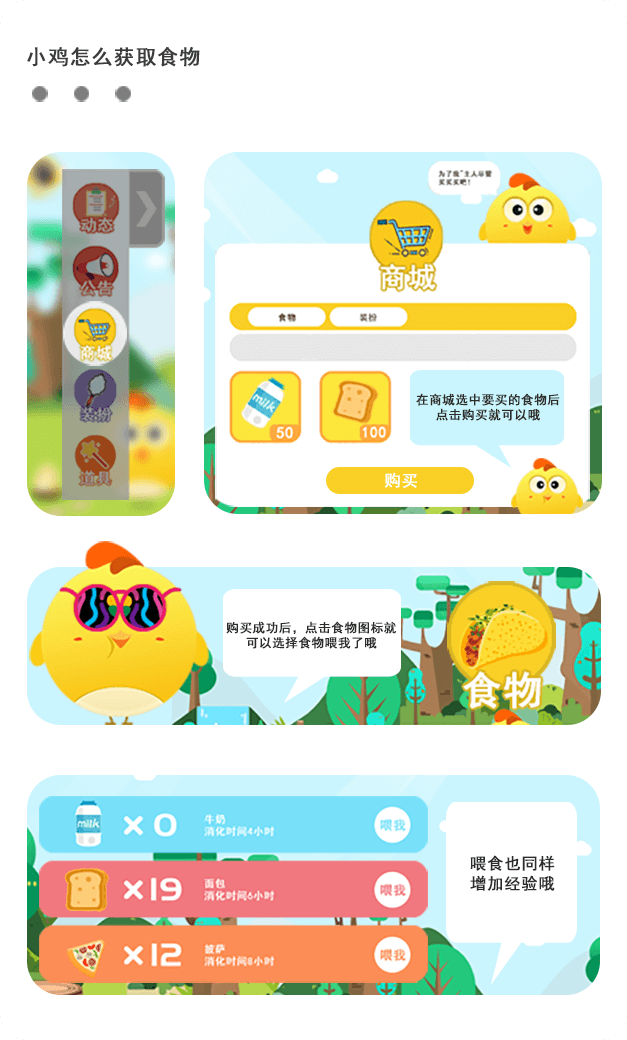 小鸡怎么获取食物
动态
公告
商城
装扮
道具
为了我~主人尽管
买买买吧!
商城
食物
装扮
milk
50
100
在商城选中要买的食物后
点击购买就可以哦
购买
购买成功后,点击食物图标就
可以选择食物喂我了哦
食物
milk
×0
牛奶
消化时间4小时
喂我
×19
面包
消化时间6小时
喂我
×12
披萨
消化时间8小时
喂我
喂食也同样
增加经验哦